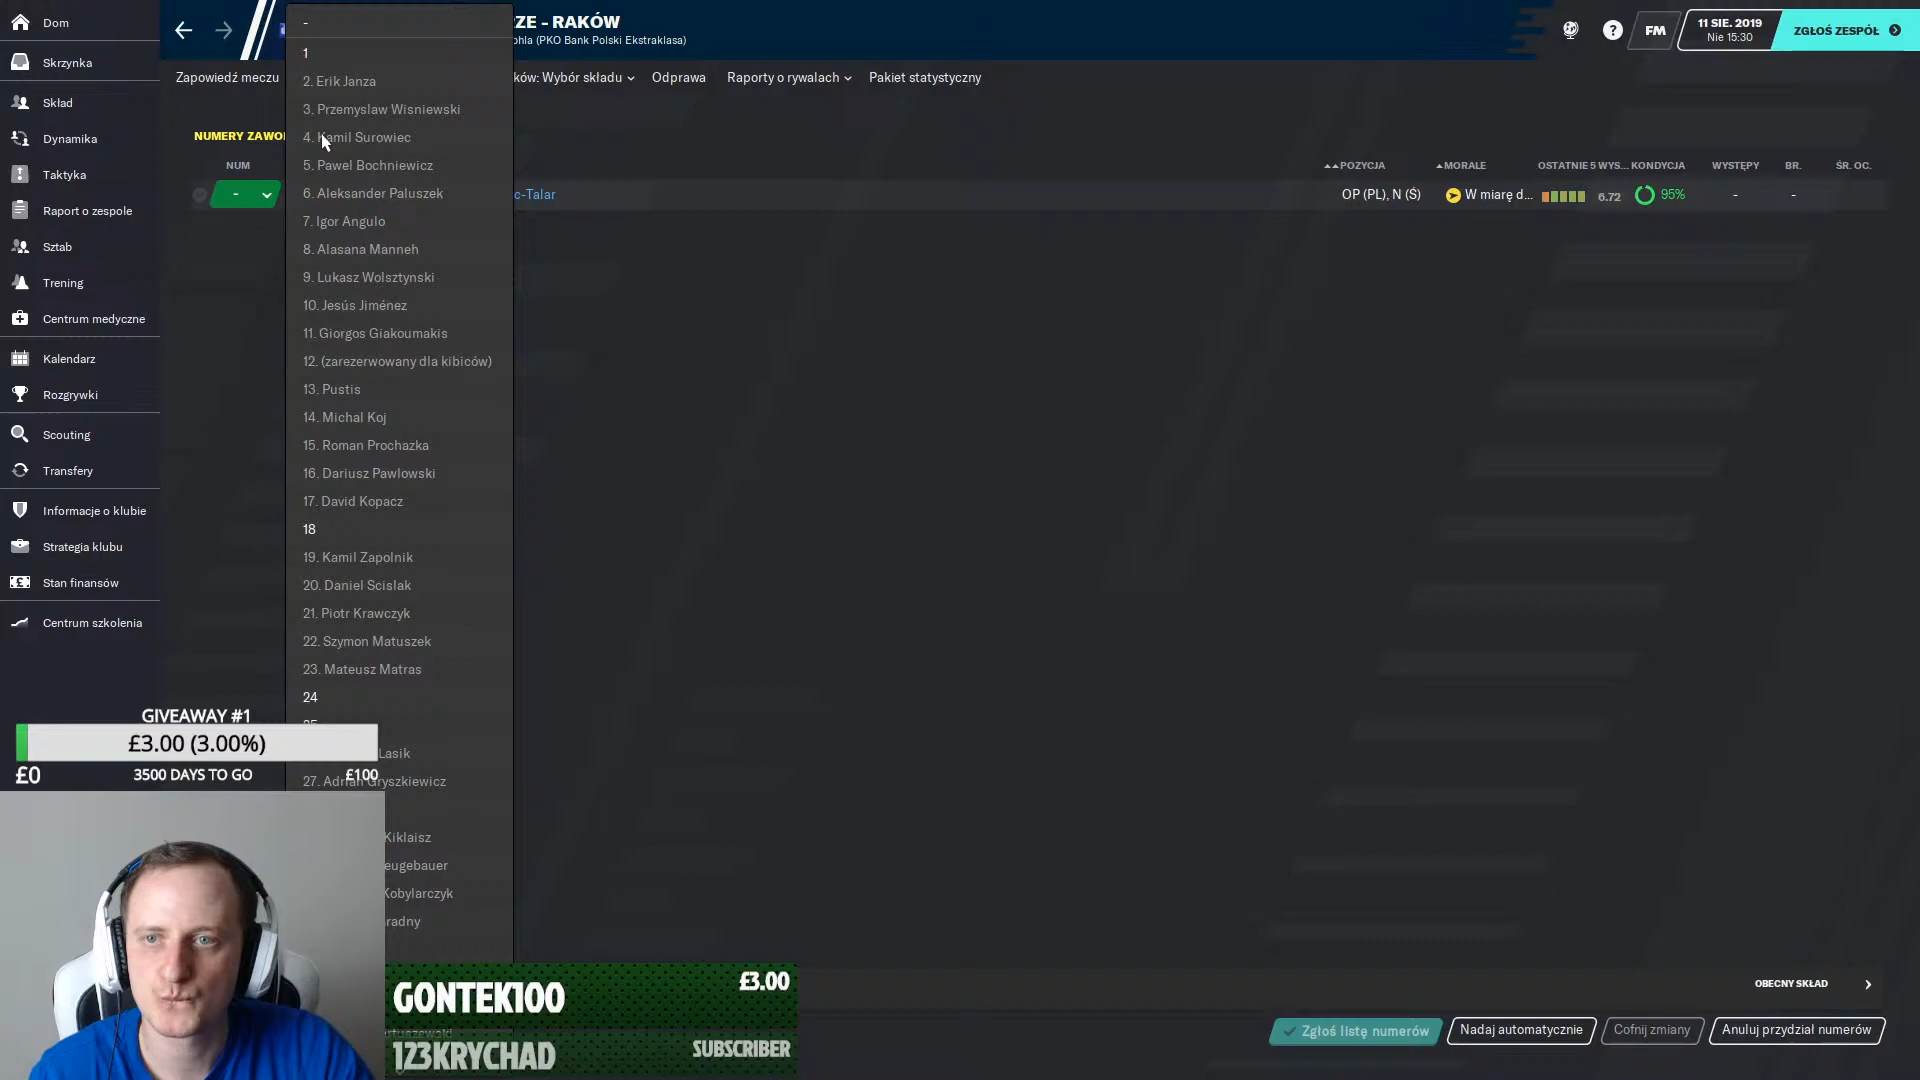 Dom
Skrzynka
Skład
Dynamika
Taktyka
Raport o zespole
Sztab
Trening
Centrum medyczne
Kalendarz
Rozgrywki
Scouting
Transfery
Informacje o klubie
Strategia klubu
Stan finansów
Centrum szkolenia
ZE - RAKÓW
(PKO Bank Polski Ekstraklasa)
FM
11 SIE. 2019
Nie 15:30
ZGŁOŚ ZESPÓŁ
Zapowiedź meczu
ków: Wybór składu
Odprawa
Raporty o rywalach
Pakiet statystyczny
NUMERY ZAWO
NUM
POZYCJA
MORALE
OSTATNIE 5 WYS...
KONDYCJA
WYSTĘPY
BR.
ŚR. OC.
-
c-Talar
OP (PL), N (Ś)
W miarę d...
6.72
95%
-
-
-
1
2. Erik Janza
3. Przemyslaw Wisniewski
4. Kamil Surowiec
5. Pawel Bochniewicz
6. Aleksander Paluszek
7. Igor Angulo
8. Alasana Manneh
9. Lukasz Wolsztynski
10. Jesús Jiménez
11. Giorgos Giakoumakis
12. (zarezerwowany dla kibiców)
13. Pustis
14. Michal Koj
15. Roman Prochazka
16. Dariusz Pawlowski
17. David Kopacz
18
19. Kamil Zapolnik
20. Daniel Scislak
21. Piotr Krawczyk
22. Szymon Matuszek
23. Mateusz Matras
24
25
Lasik
27. Adrian Gryszkiewicz
Kiklaisz
eugebauer
Kobylarczyk
radny
GIVEAWAY #1
£3.00 (3.00%)
£0
3500 DAYS TO GO
£100
GONTEK100
£3.00
123KRYCHAD
SUBSCRIBER
OBECNY SKŁAD
Zgłoś listę numerów
Nadaj automatycznie
Cofnij zmiany
Anuluj przydział numerów